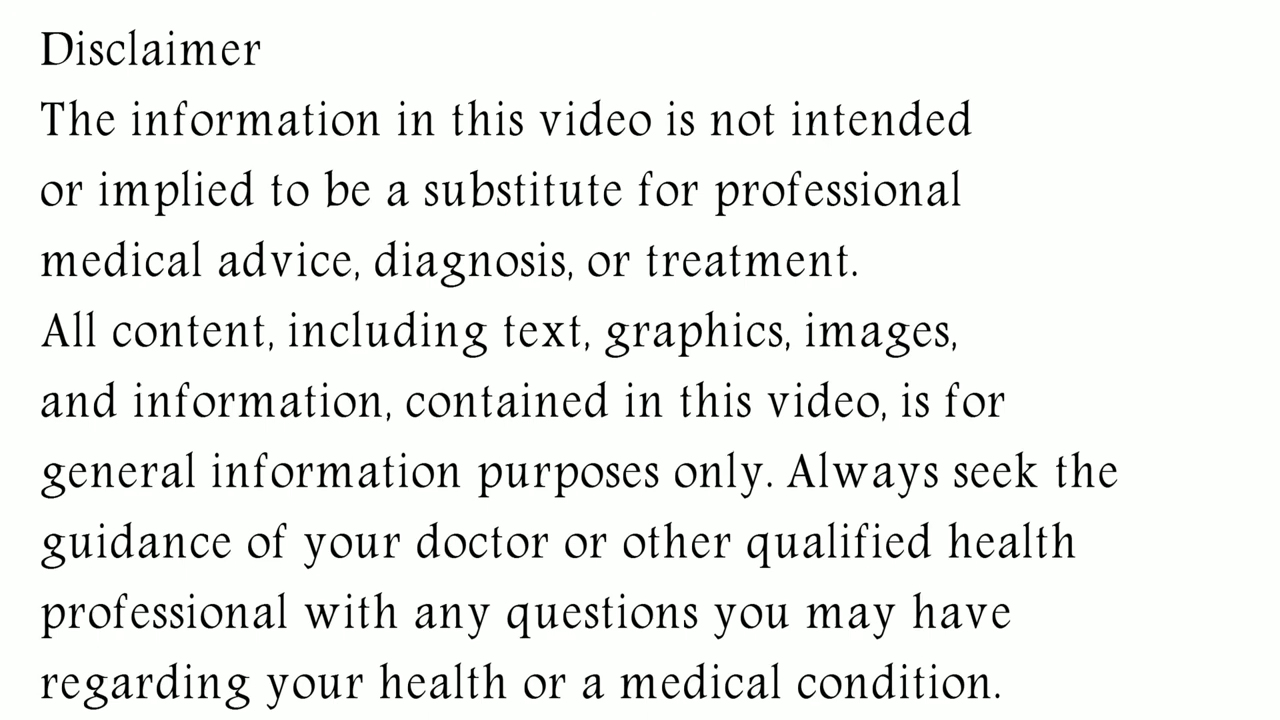 Disclaimer
The information in this video is not intended
or implied to be a substitute for professional
medical advice, diagnosis, or treatment.
All content, including text, graphics, images,
and information, contained in this video, is for
general information purposes only. Always seek the
guidance of your doctor or other qualified health
professional with any questions you may have
regarding your health or a medical condition.